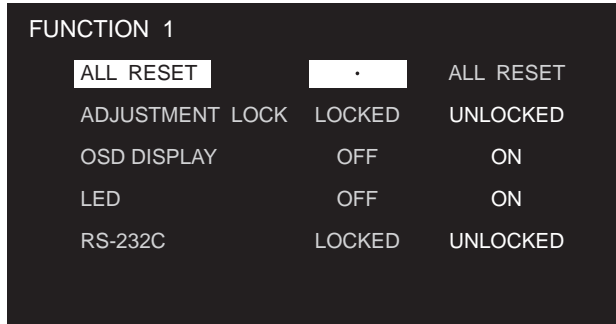 FUNCTION 1
ALL RESET · ALL RESET
ADJUSTMENT LOCK LOCKED UNLOCKED
OSD DISPLAY OFF ON
LED OFF ON
RS-232C LOCKED UNLOCKED